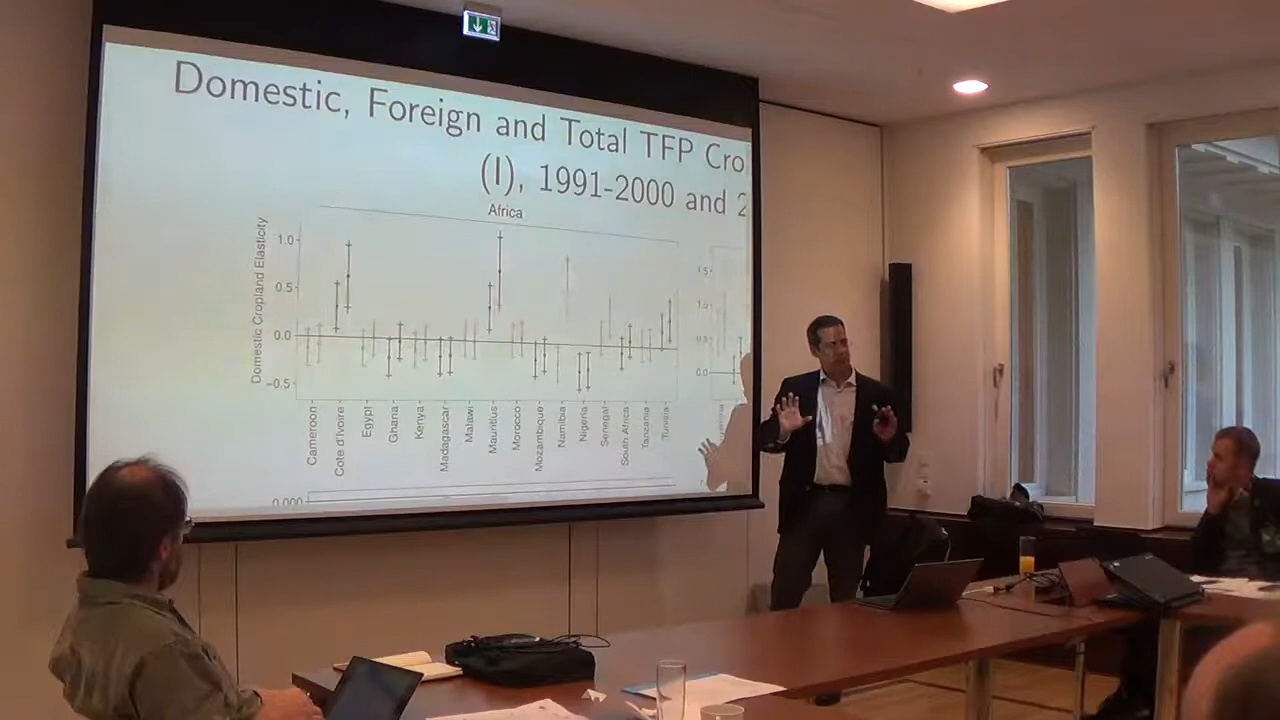 Domestic, Foreign and Total TFP Cro
(I), 1991-2000 and 2
Africa
Domestic Cropland Elasticity
1.0
0.5
0.0
-0.5
Cameroon
Cote d'Ivoire
Egypt
Ghana
Kenya
Madagascar
Malawi
Mauritius
Morocco
Mozambique
Namibia
Nigeria
Senegal
South Africa
Tanzania
Tunisia
0.000
0.0